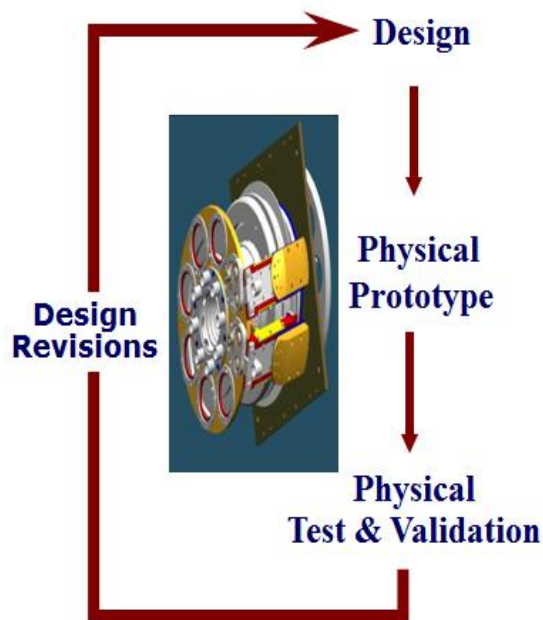 Design
Physical
Prototype
Design
Revisions
Physical
Test & Validation